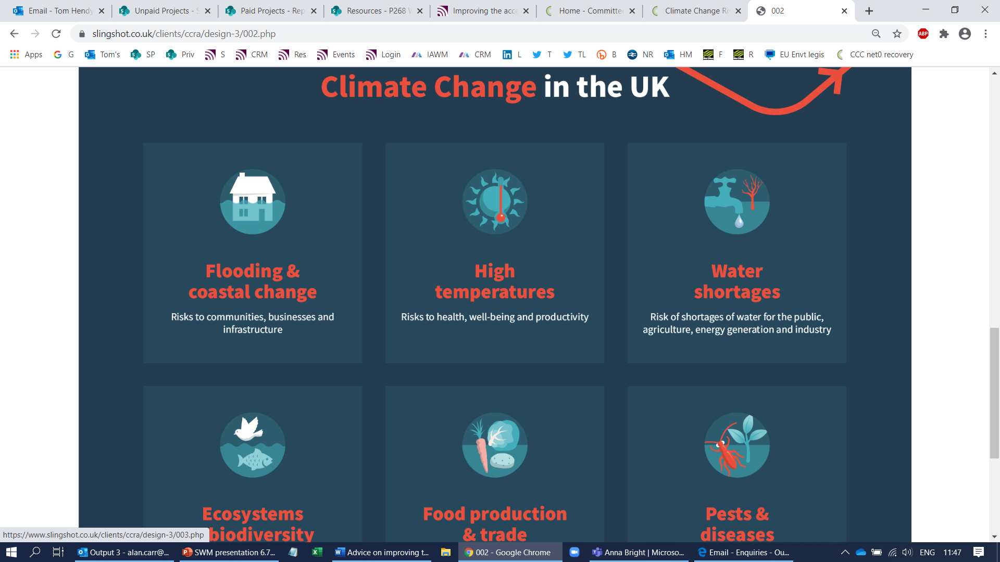 Email - Tom Hendy
Unpaid Projects - S
Paid Projects - Rep
Resources - P268 W
Improving the acce
Home - Committee
Climate Change Ris
002
slingshot.co.uk/clients/ccra/design-3/002.php
ABP
Apps G Tom's SP Priv S CRM Res Events Login IAWM CRM L T TL B NR HM F R EU Envt legis CCC net0 recovery
Climate Change in the UK
Flooding &
coastal change
Risks to communities, businesses and
infrastructure
High
temperatures
Risks to health, well-being and productivity
Water
shortages
Risk of shortages of water for the public,
agriculture, energy generation and industry
Ecosystems
biodiversity
Food production
& trade
Pests &
diseases
https://www.slingshot.co.uk/clients/ccra/design-3/003.php
Output 3 - alan.carr@...
SWM presentation 6.7...
Advice on improving t...
002 - Google Chrome
Anna Bright | Microso...
Email - Enquiries - Ou...
ENG
11:47